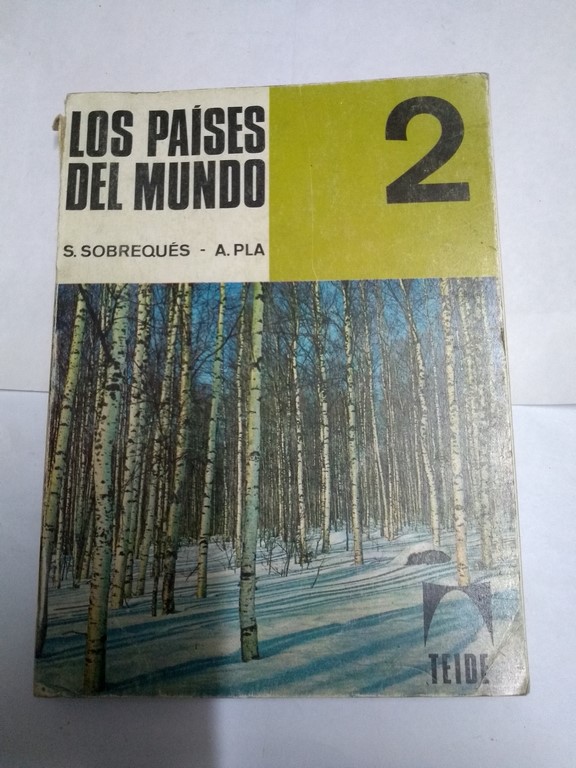 LOS PAÍSES
DEL MUNDO
2
S. SOBREQUÉS - A. PLA
TEIDE